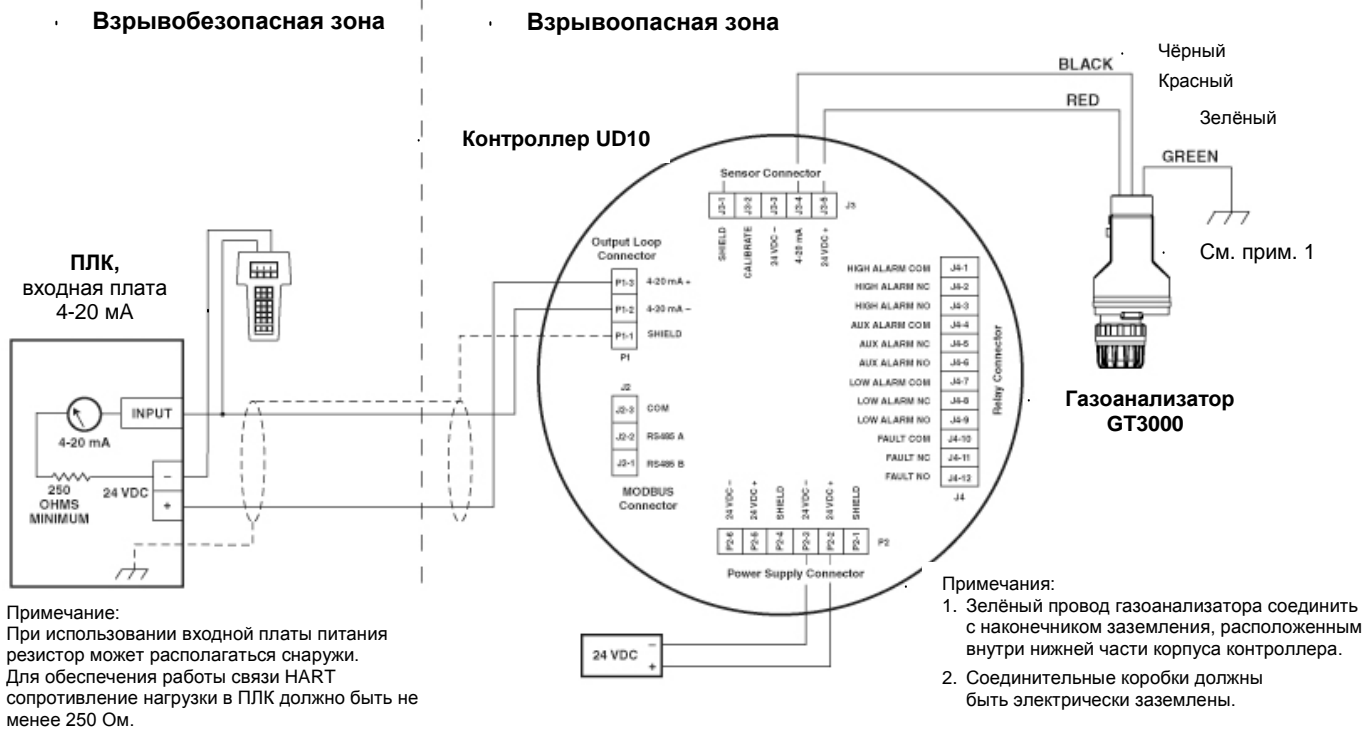 Взрывобезопасная зона
Взрывоопасная зона
Чёрный
BLACK
Красный
RED
Зелёный
GREEN
См. прим. 1
Контроллер UD10
Sensor Connector
J3-1
J3-2
J3-3
J3-4
J3-5
J3
SHIELD
CALIBRATE
24 VDC –
4-20 mA
24 VDC +
Output Loop
Connector
P1-3 4-20 mA +
P1-2 4-20 mA –
P1-1 SHIELD
P1
J2
J2-3 COM
J2-2 RS485 A
J2-1 RS485 B
MODBUS
Connector
HIGH ALARM COM J4-1
HIGH ALARM NC J4-2
HIGH ALARM NO J4-3
AUX ALARM COM J4-4
AUX ALARM NC J4-5
AUX ALARM NO J4-6
LOW ALARM COM J4-7
LOW ALARM NC J4-8
LOW ALARM NO J4-9
FAULT COM J4-10
FAULT NC J4-11
FAULT NO J4-12
J4
Relay Connector
24 VDC –
24 VDC +
SHIELD
24 VDC –
24 VDC +
SHIELD
P2-6
P2-5
P2-4
P2-3
P2-2
P2-1
P2
Power Supply Connector
24 VDC – +
Газоанализатор
GT3000
ПЛК,
входная плата
4-20 мА
INPUT
4-20 mA
250
OHMS
MINIMUM
24 VDC
–
+
Примечание:
При использовании входной платы питания
резистор может располагаться снаружи.
Для обеспечения работы связи HART
сопротивление нагрузки в ПЛК должно быть не
менее 250 Ом.
Примечания:
1. Зелёный провод газоанализатора соединить
с наконечником заземления, расположенным
внутри нижней части корпуса контроллера.
2. Соединительные коробки должны
быть электрически заземлены.